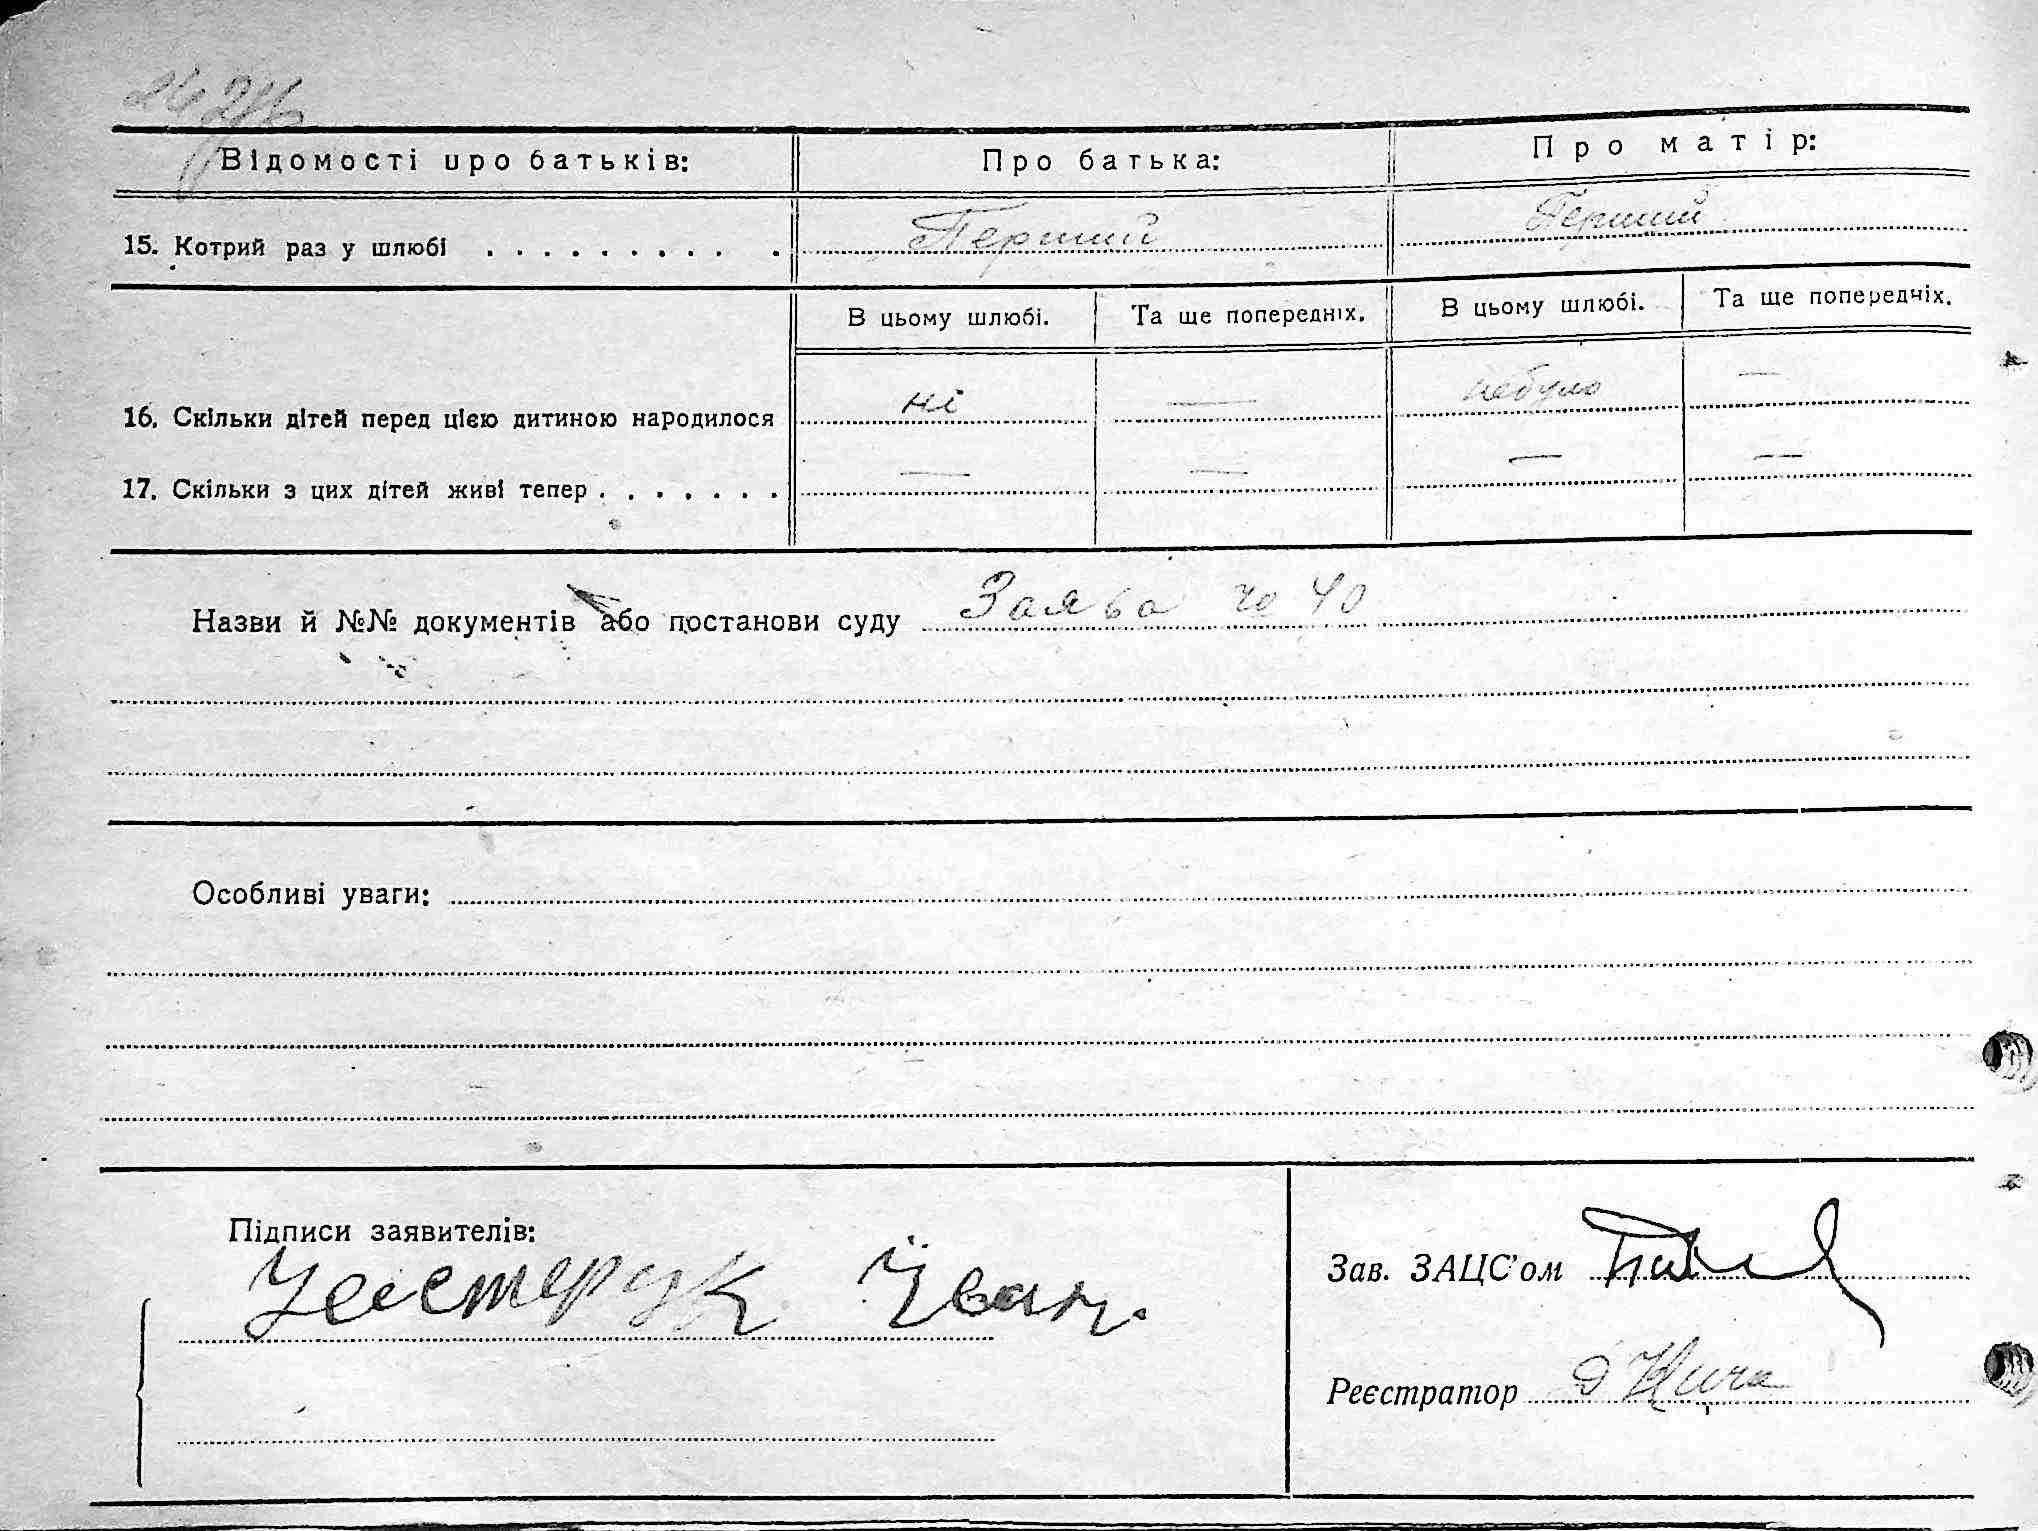 Відомості про батьків: Про батька: Про матір:
15. Котрий раз у шлюбі . . . . . . . . . . Перший Перший
В цьому шлюбі. Та ще попередніх. В цьому шлюбі. Та ще попередніх.
16. Скільки дітей перед цією дитиною народилося ні — небуло —
17. Скільки з цих дітей живі тепер . . . . . . . — — — —
Назви й №№ документів або постанови суду Заява 40
Особливі уваги:
Підписи заявителів:
Іван.
Зав. ЗАЦС'ом
Реєстратор